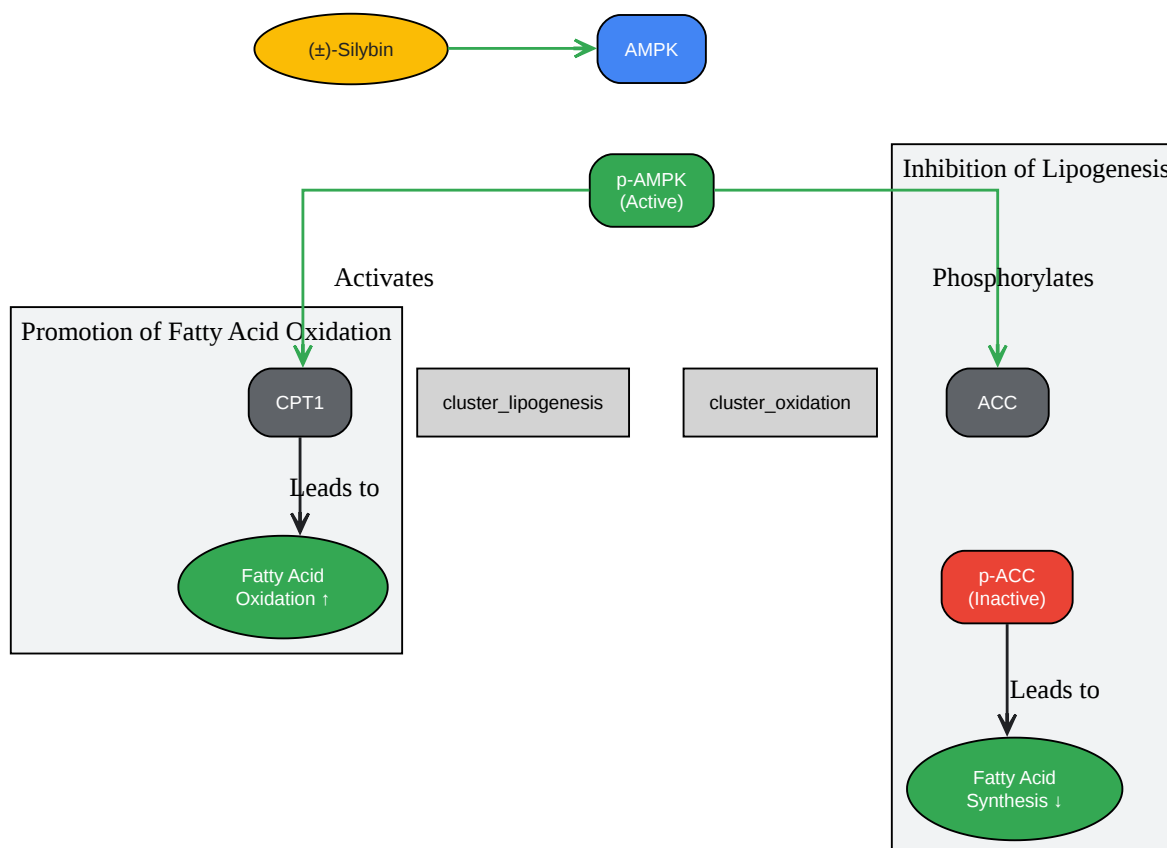 (±)-Silybin
AMPK
p-AMPK
(Active)
Inhibition of Lipogenesis
Activates
Phosphorylates
Promotion of Fatty Acid Oxidation
CPT1
cluster_lipogenesis
cluster_oxidation
ACC
Leads to
Fatty Acid
Oxidation ↑
p-ACC
(Inactive)
Leads to
Fatty Acid
Synthesis ↓